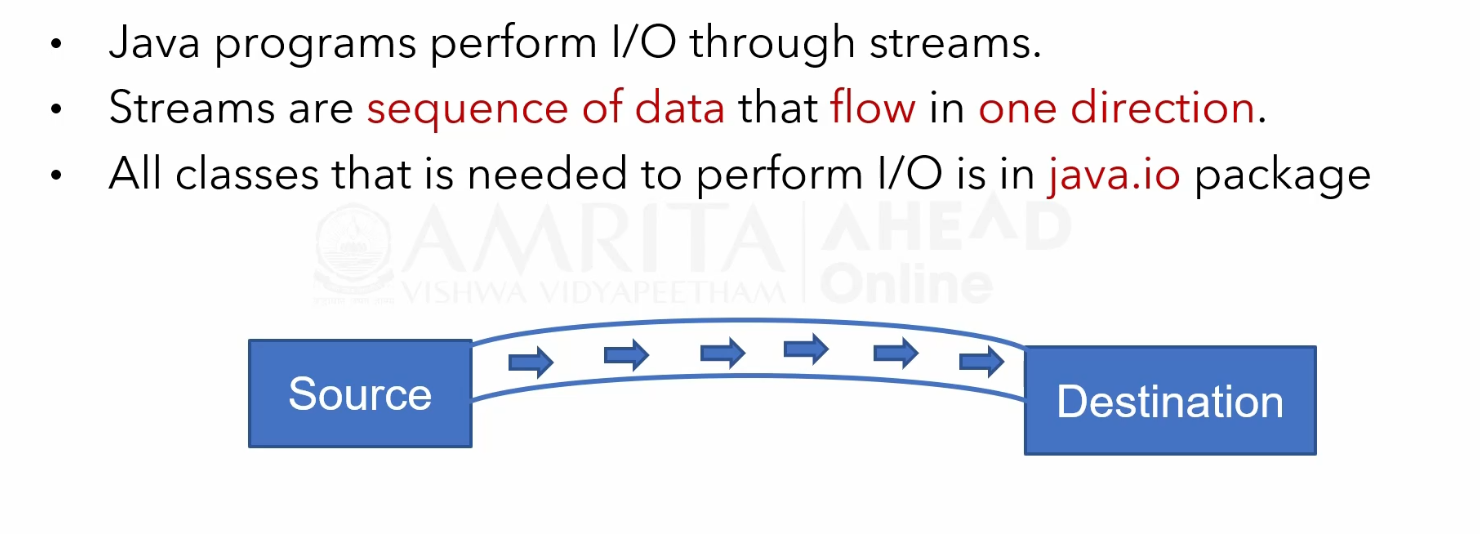 • Java programs perform I/O through streams.
• Streams are sequence of data that flow in one direction.
• All classes that is needed to perform I/O is in java.io package
AMRITA AHEAD
VISHWA VIDYAPEETHAM Online
Source
Destination